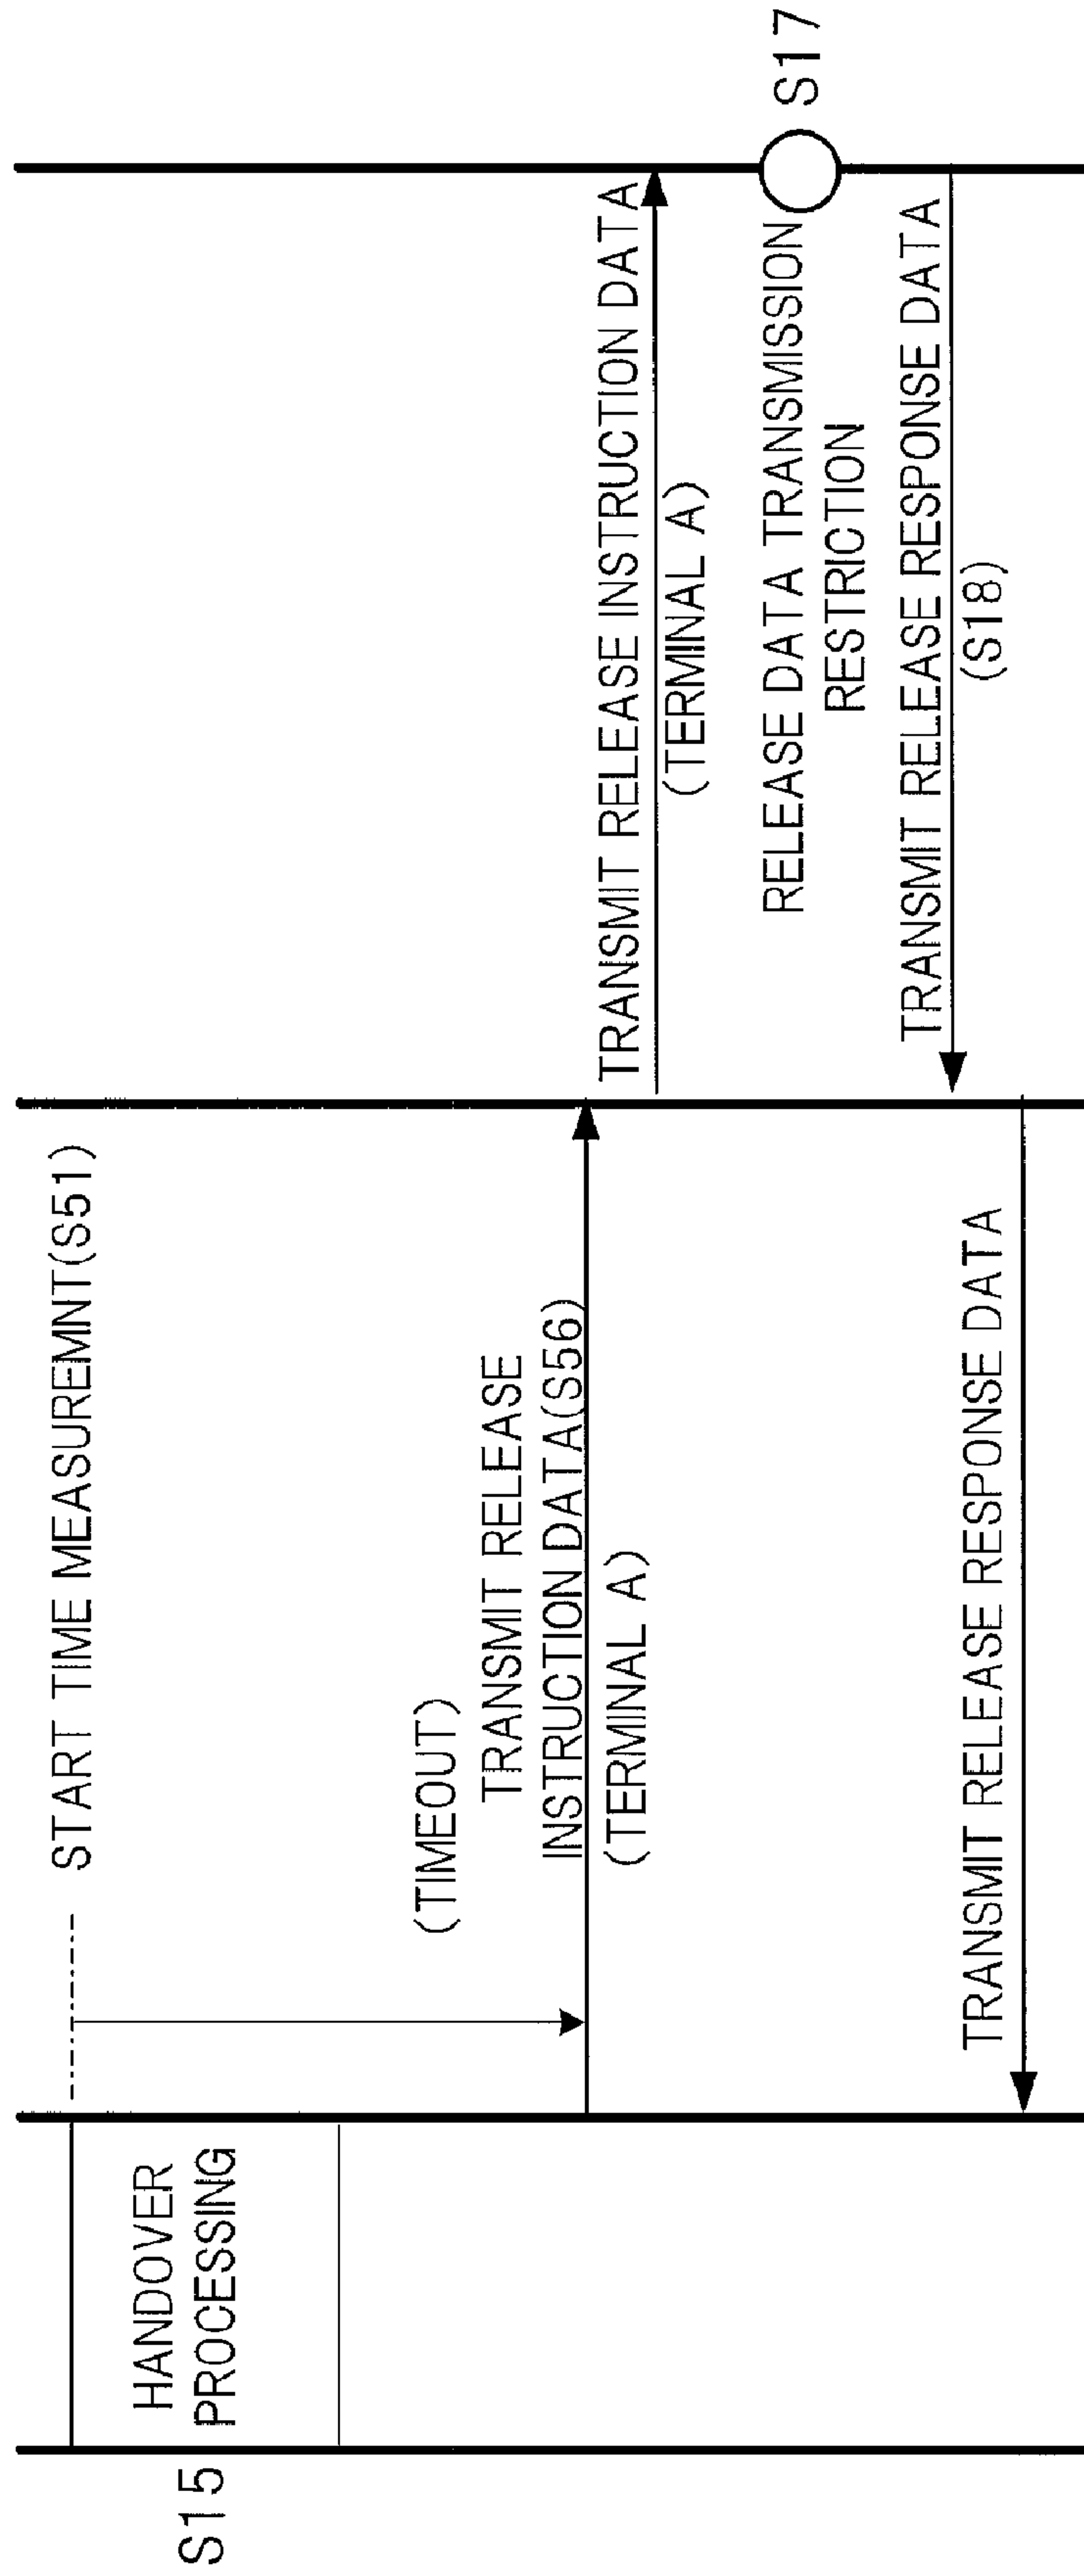 S15
HANDOVER
PROCESSING
START TIME MEASUREMNT(S51)
(TIMEOUT)
TRANSMIT RELEASE
INSTRUCTION DATA(S56)
(TERMINAL A)
TRANSMIT RELEASE INSTRUCTION DATA
(TERMINAL A)
RELEASE DATA TRANSMISSION
RESTRICTION
S17
TRANSMIT RELEASE RESPONSE DATA
(S18)
TRANSMIT RELEASE RESPONSE DATA